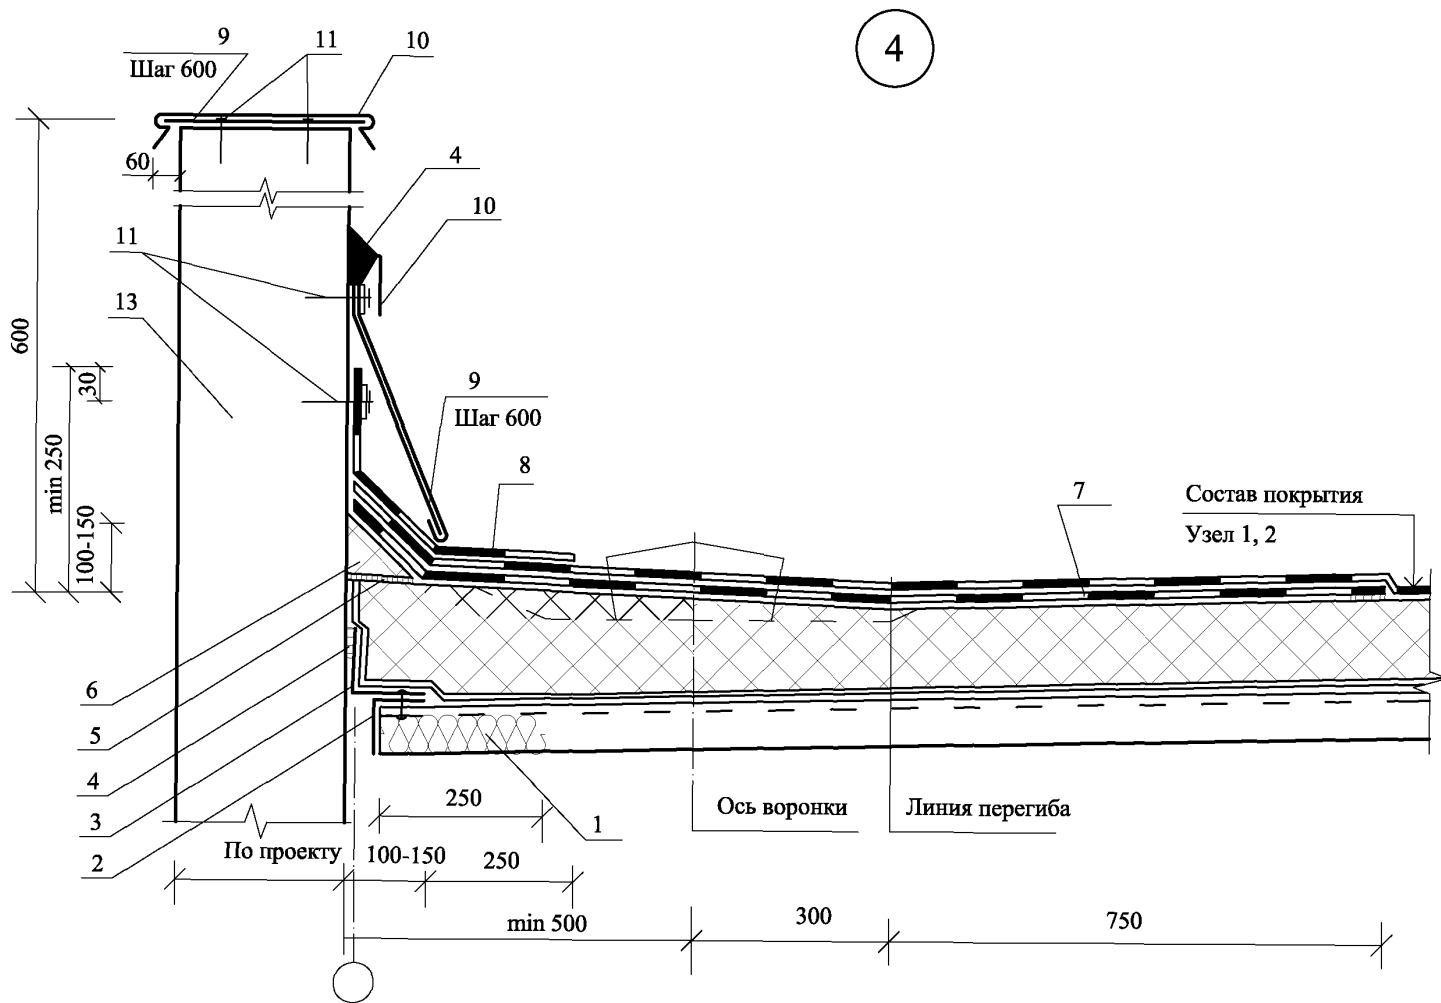 4
9
Шаг 600
11
10
60
4
10
11
13
600
30
min 250
100-150
9
Шаг 600
8
7
Состав покрытия
Узел 1, 2
6
5
4
3
2
250
1
Ось воронки
Линия перегиба
По проекту
100-150
250
min 500
300
750